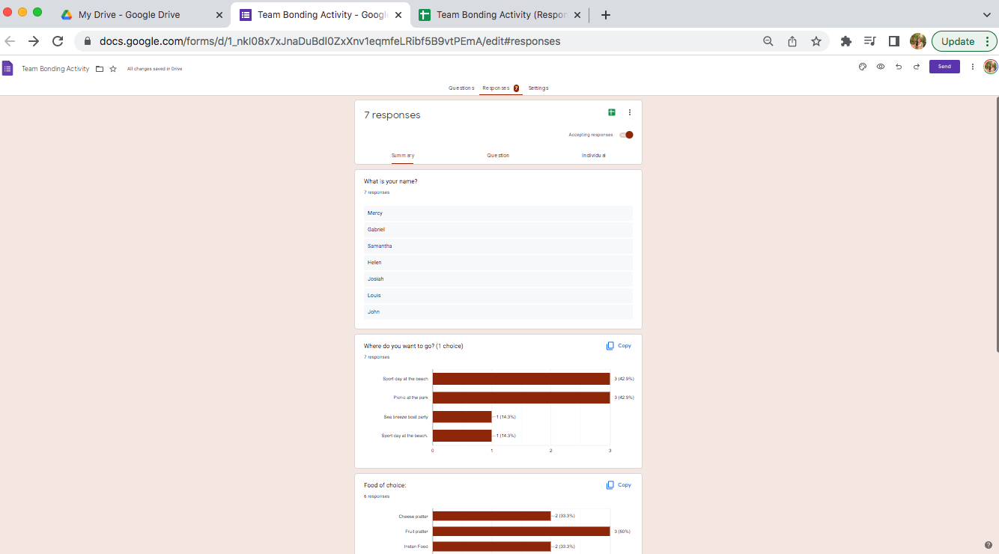 My Drive - Google Drive
Team Bonding Activity - Googl
Team Bonding Activity (Respon
docs.google.com/forms/d/1_nkI08x7xJnaDuBdI0ZxXnv1eqmfeLRibf5B9vtPEmA/edit#responses
Update
Team Bonding Activity
All changes saved in Drive
Send
Questions Responses 7 Settings
7 responses
Accepting responses
Summary Question Individual
What is your name?
7 responses
Mercy
Gabriel
Samantha
Helen
Josiah
Louis
John
Where do you want to go? (1 choice)
Copy
7 responses
Sport day at the beach 3 (42.9%)
Picnic at the park 3 (42.9%)
Sea breeze boat party 1 (14.3%)
Sport day at the beach. 1 (14.3%)
0 1 2 3
Food of choice:
Copy
6 responses
Cheese platter 2 (33.3%)
Fruit platter 3 (50%)
Instan Food 2 (33.3%)